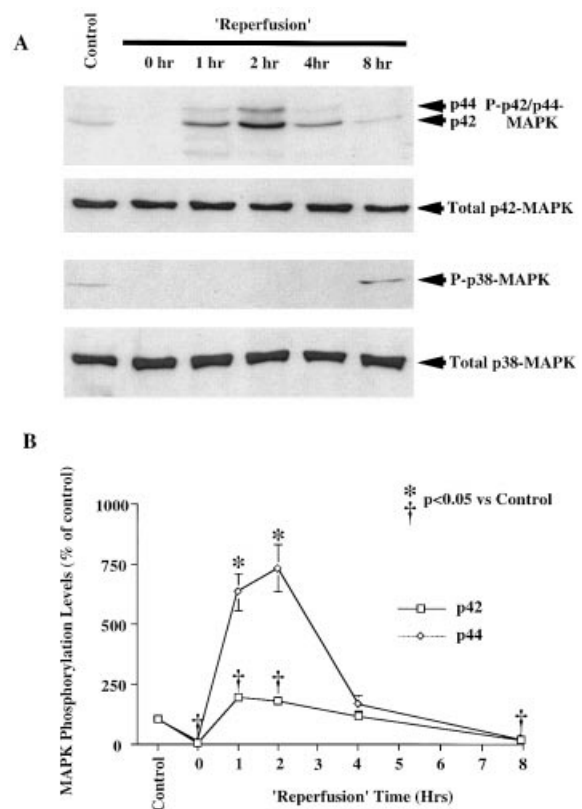 'Reperfusion'
A
Control
0 hr 1 hr 2 hr 4hr 8 hr
p44 P-p42/p44-
p42 MAPK
Total p42-MAPK
P-p38-MAPK
Total p38-MAPK
B
MAPK Phosphorylation Levels (% of control)
1000
750
500
250
0
* † p<0.05 vs Control
p42
p44
* *
† † † †
Control 0 1 2 3 4 5 6 7 8
'Reperfusion' Time (Hrs)